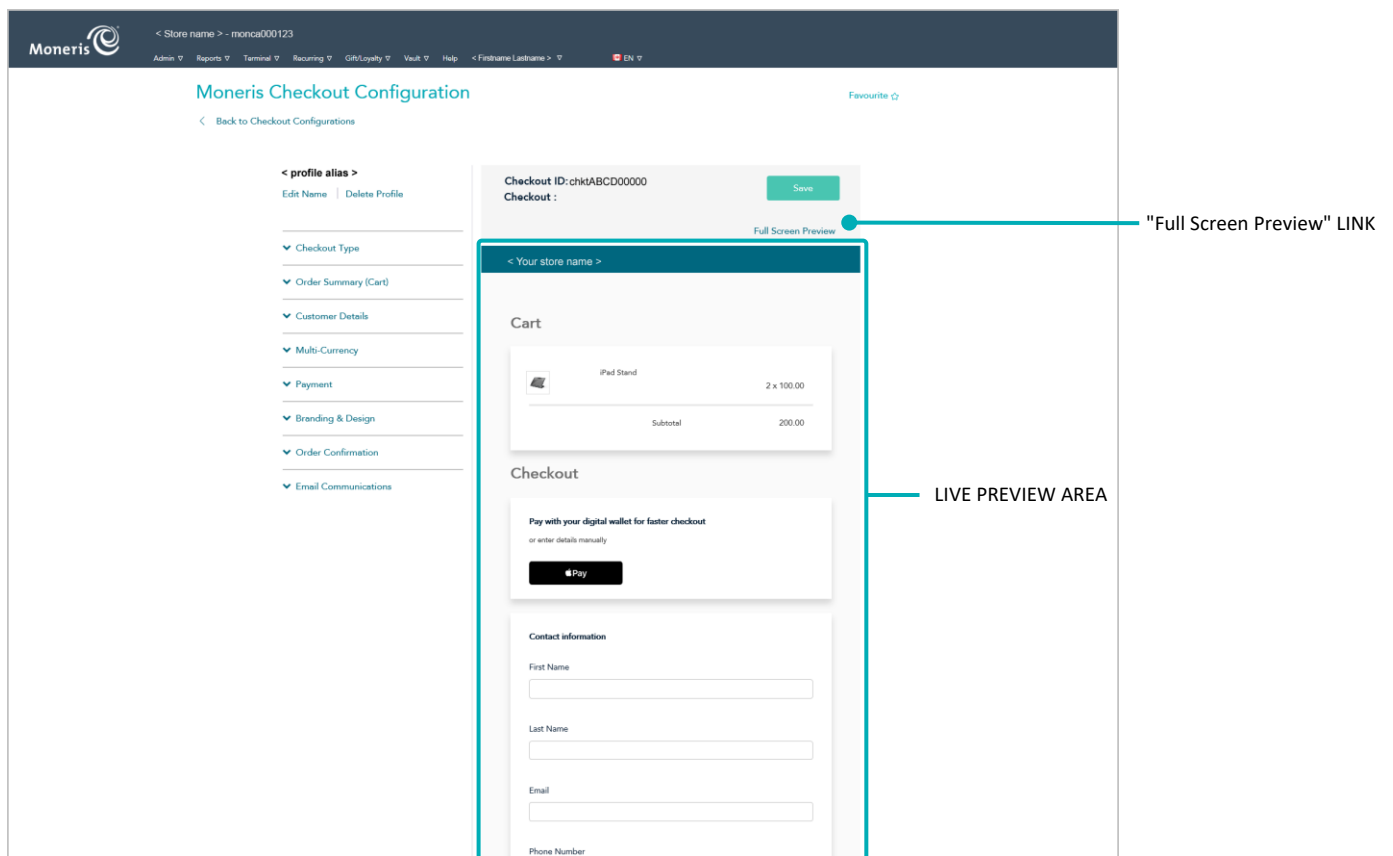 Moneris
< Store name > - monca000123
Admin Reports Terminal Recurring Gift/Loyalty Vault Help < Firstname Lastname > EN
Moneris Checkout Configuration
Favourite
Back to Checkout Configurations
< profile alias >
Edit Name | Delete Profile
Checkout Type
Order Summary (Cart)
Customer Details
Multi-Currency
Payment
Branding & Design
Order Confirmation
Email Communications
Checkout ID: chktABCD00000
Checkout :
Save
Full Screen Preview
"Full Screen Preview" LINK
< Your store name >
Cart
iPad Stand
2 x 100.00
Subtotal 200.00
Checkout
LIVE PREVIEW AREA
Pay with your digital wallet for faster checkout
or enter details manually
Pay
Contact information
First Name
Last Name
Email
Phone Number